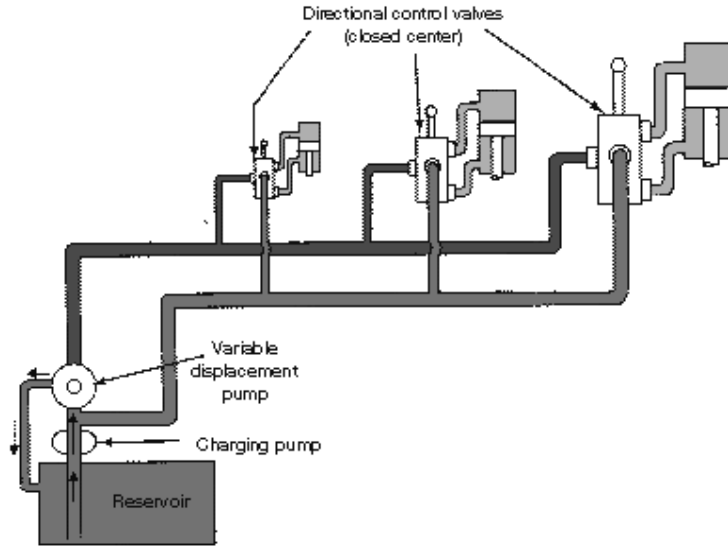 Directional control valves
(closed center)
Variable
displacement
pump
Charging pump
Reservoir